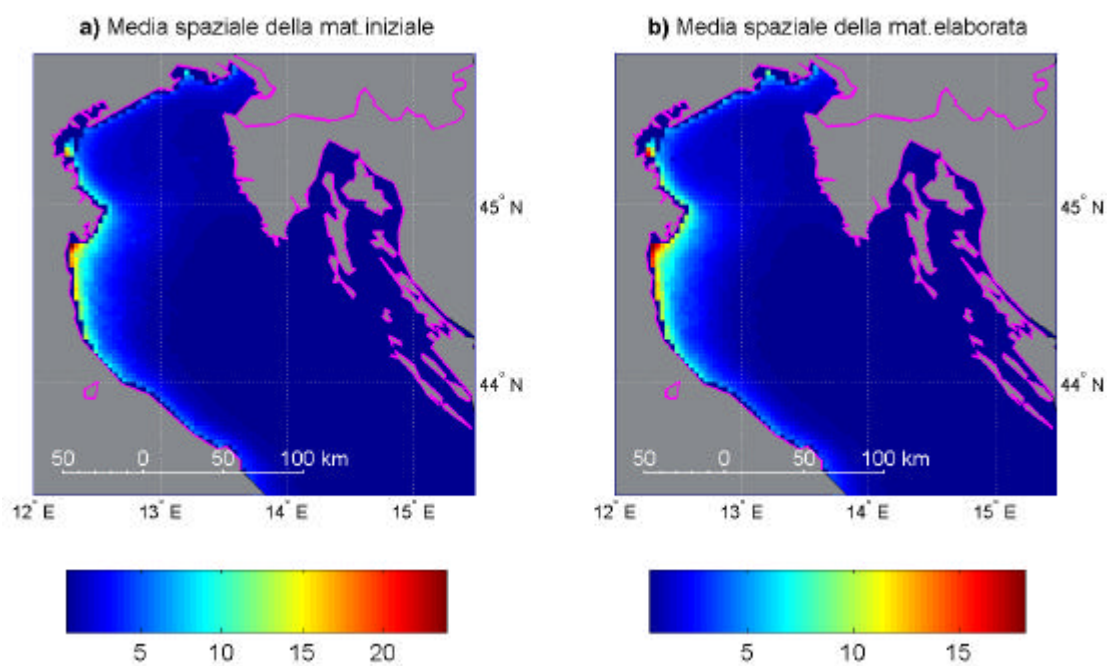 a) Media spaziale della mat.iniziale
b) Media spaziale della mat.elaborata
45° N
44° N
50 0 50 100 km
12° E 13° E 14° E 15° E
5 10 15 20
45° N
44° N
50 0 50 100 km
12° E 13° E 14° E 15° E
5 10 15